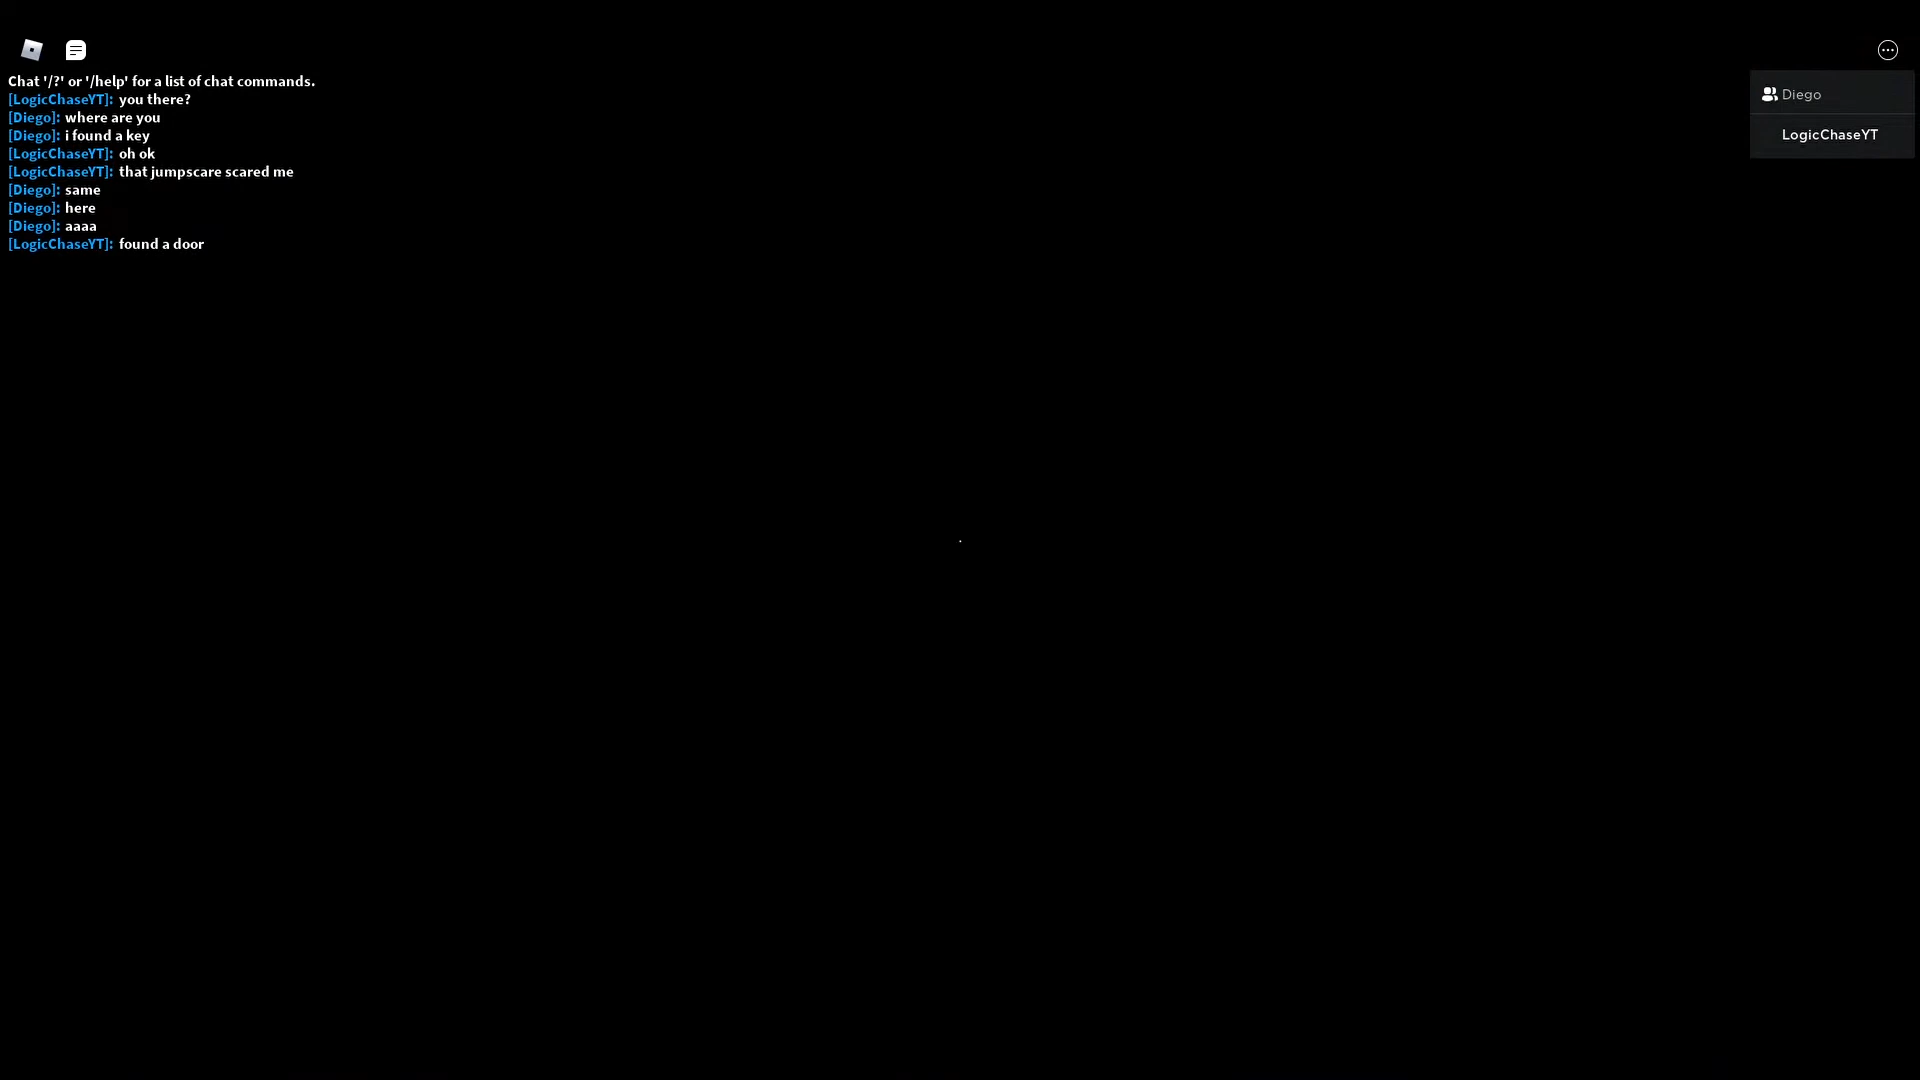 Chat '/?' or '/help' for a list of chat commands.
[LogicChaseYT]: you there?
[Diego]: where are you
[Diego]: i found a key
[LogicChaseYT]: oh ok
[LogicChaseYT]: that jumpscare scared me
[Diego]: same
[Diego]: here
[Diego]: aaaa
[LogicChaseYT]: found a door
Diego
LogicChaseYT